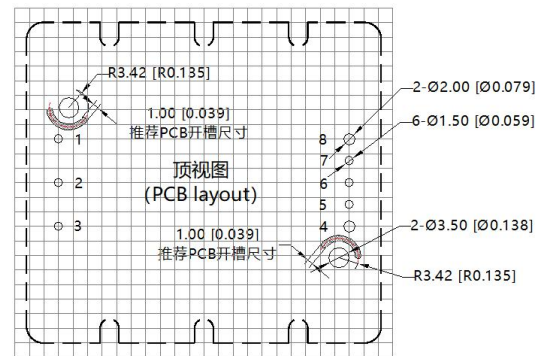 R3.42 [R0.135]
1.00 [0.039]
推荐PCB开槽尺寸
2-Ø2.00 [Ø0.079]
6-Ø1.50 [Ø0.059]
1
8
7
顶视图
(PCB layout)
2
6
5
3
4
1.00 [0.039]
推荐PCB开槽尺寸
2-Ø3.50 [Ø0.138]
R3.42 [R0.135]